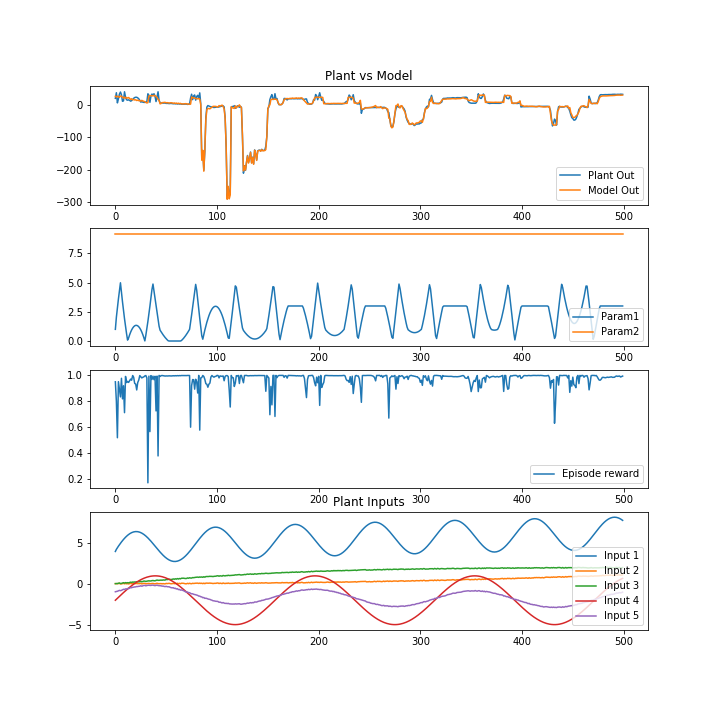 Plant vs Model
0
−100
−200
−300
Plant Out
Model Out
0 100 200 300 400 500
7.5
5.0
2.5
0.0
Param1
Param2
0 100 200 300 400 500
1.0
0.8
0.6
0.4
0.2
Episode reward
0 100 200 300 400 500
Plant Inputs
5
0
−5
Input 1
Input 2
Input 3
Input 4
Input 5
0 100 200 300 400 500